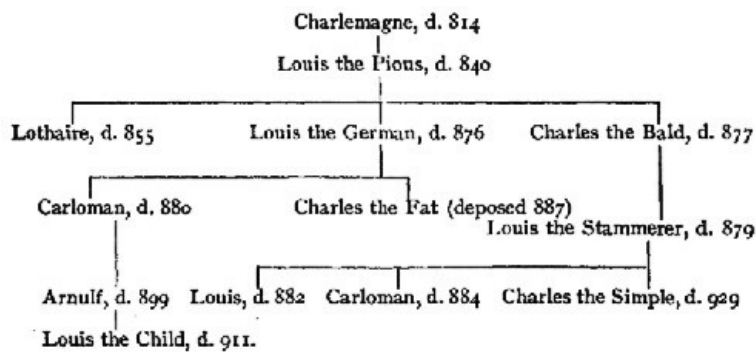 Charlemagne, d. 814
Louis the Pious, d. 840
Lothaire, d. 855 Louis the German, d. 876 Charles the Bald, d. 877
Carloman, d. 880 Charles the Fat (deposed 887)
Louis the Stammerer, d. 879
Arnulf, d. 899 Louis, d. 882 Carloman, d. 884 Charles the Simple, d. 929
Louis the Child, d. 911.